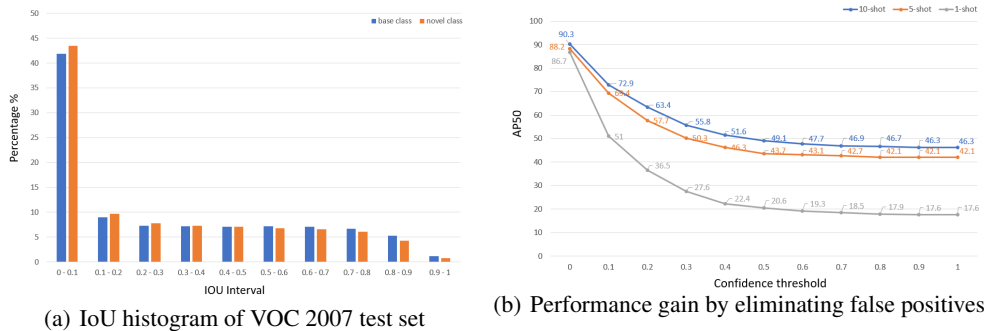 50
45
40
35
30
25
20
15
10
5
0
Percentage %
base class novel class
0 - 0.1 0.1 - 0.2 0.2 - 0.3 0.3 - 0.4 0.4 - 0.5 0.5 - 0.6 0.6 - 0.7 0.7 - 0.8 0.8 - 0.9 0.9 - 1
IOU Interval
(a) IoU histogram of VOC 2007 test set
10-shot 5-shot 1-shot
100
90
80
70
60
50
40
30
20
10
0
AP50
90.3 72.9 63.4 55.8 51.6 49.1 47.7 46.9 46.7 46.3 46.3
88.2 69.4 57.7 50.3 46.3 43.7 43.1 42.7 42.1 42.1 42.1
86.7 51 36.5 27.6 22.4 20.6 19.3 18.5 17.9 17.6 17.6
0 0.1 0.2 0.3 0.4 0.5 0.6 0.7 0.8 0.9 1
Confidence threshold
(b) Performance gain by eliminating false positives